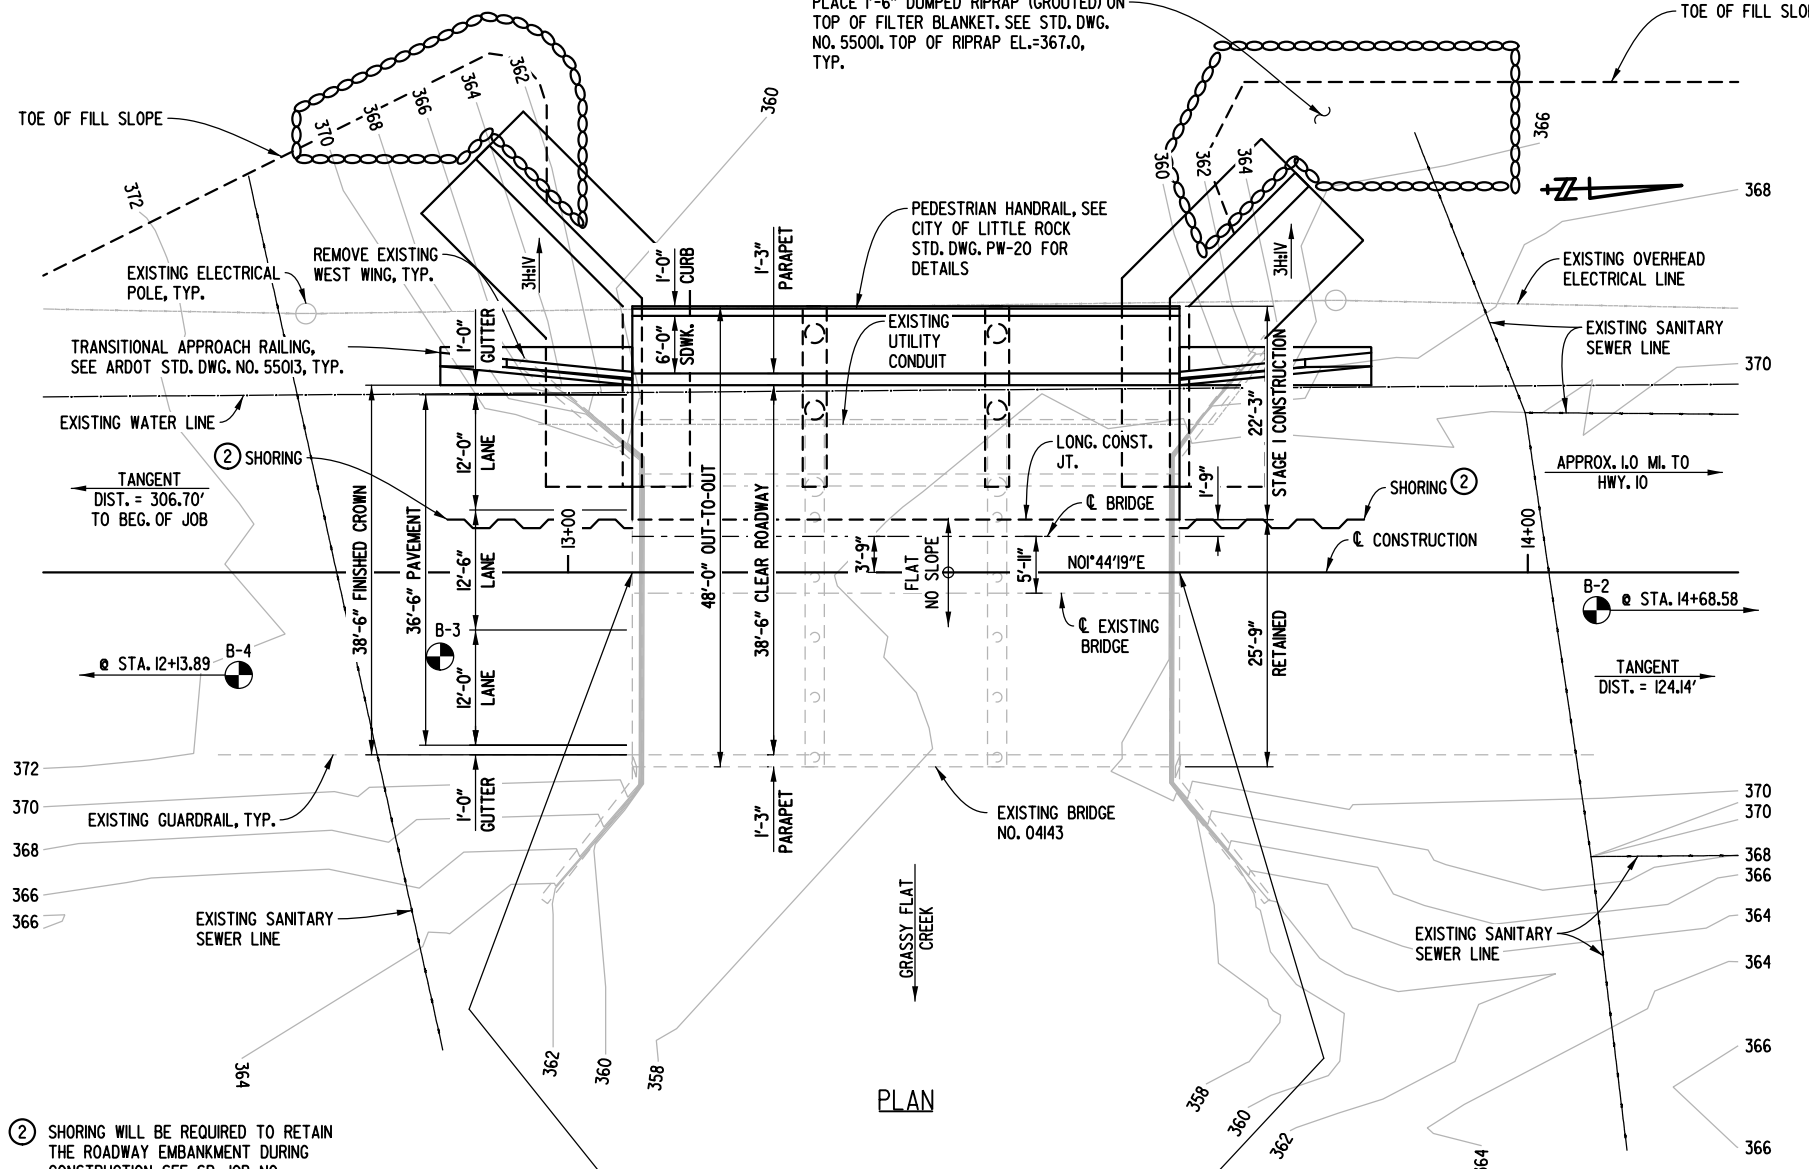 PLACE 1'-6" DUMPED RIPRAP (GROUTED) ON
TOP OF FILTER BLANKET. SEE STD. DWG.
NO. 55001. TOP OF RIPRAP EL.=367.0,
TYP.
TOE OF FILL SLOPE
TOE OF FILL SLO
372
370
368
366
364
362
360
360
362
364
366
368
370
N
REMOVE EXISTING
WEST WING, TYP.
EXISTING ELECTRICAL
POLE, TYP.
3H:1V
1'-0"
CURB
1'-3"
PARAPET
PEDESTRIAN HANDRAIL, SEE
CITY OF LITTLE ROCK
STD. DWG. PW-20 FOR
DETAILS
3H:1V
EXISTING OVERHEAD
ELECTRICAL LINE
EXISTING SANITARY
SEWER LINE
TRANSITIONAL APPROACH RAILING,
SEE ARDOT STD. DWG. NO. 55013, TYP.
1'-0"
GUTTER
6'-0"
SDWK.
EXISTING
UTILITY
CONDUIT
EXISTING WATER LINE
2 SHORING
12'-0"
LANE
LONG. CONST.
JT.
22'-3"
STAGE 1 CONSTRUCTION
TANGENT
DIST. = 306.70'
TO BEG. OF JOB
APPROX. 1.0 MI. TO
HWY. 10
SHORING 2
1'-9"
℄ BRIDGE
13+00
12'-6"
LANE
38'-6" FINISHED CROWN
36'-6" PAVEMENT
48'-0" OUT-TO-OUT
38'-6" CLEAR ROADWAY
3'-9"
FLAT
NO SLOPE
5'-11"
N01°44'19"E
℄ CONSTRUCTION
14+00
℄ EXISTING
BRIDGE
25'-9"
RETAINED
B-2
@ STA. 14+68.58
B-3
B-4
@ STA. 12+13.89
12'-0"
LANE
TANGENT
DIST. = 124.14'
1'-0"
GUTTER
1'-3"
PARAPET
EXISTING GUARDRAIL, TYP.
EXISTING BRIDGE
NO. 04143
372
370
368
366
366
370
370
368
366
364
364
366
366
EXISTING SANITARY
SEWER LINE
GRASSY FLAT
CREEK
EXISTING SANITARY
SEWER LINE
364
362
360
358
358
360
362
364
PLAN
2 SHORING WILL BE REQUIRED TO RETAIN
THE ROADWAY EMBANKMENT DURING
CONSTRUCTION. SEE SP JOB NO.